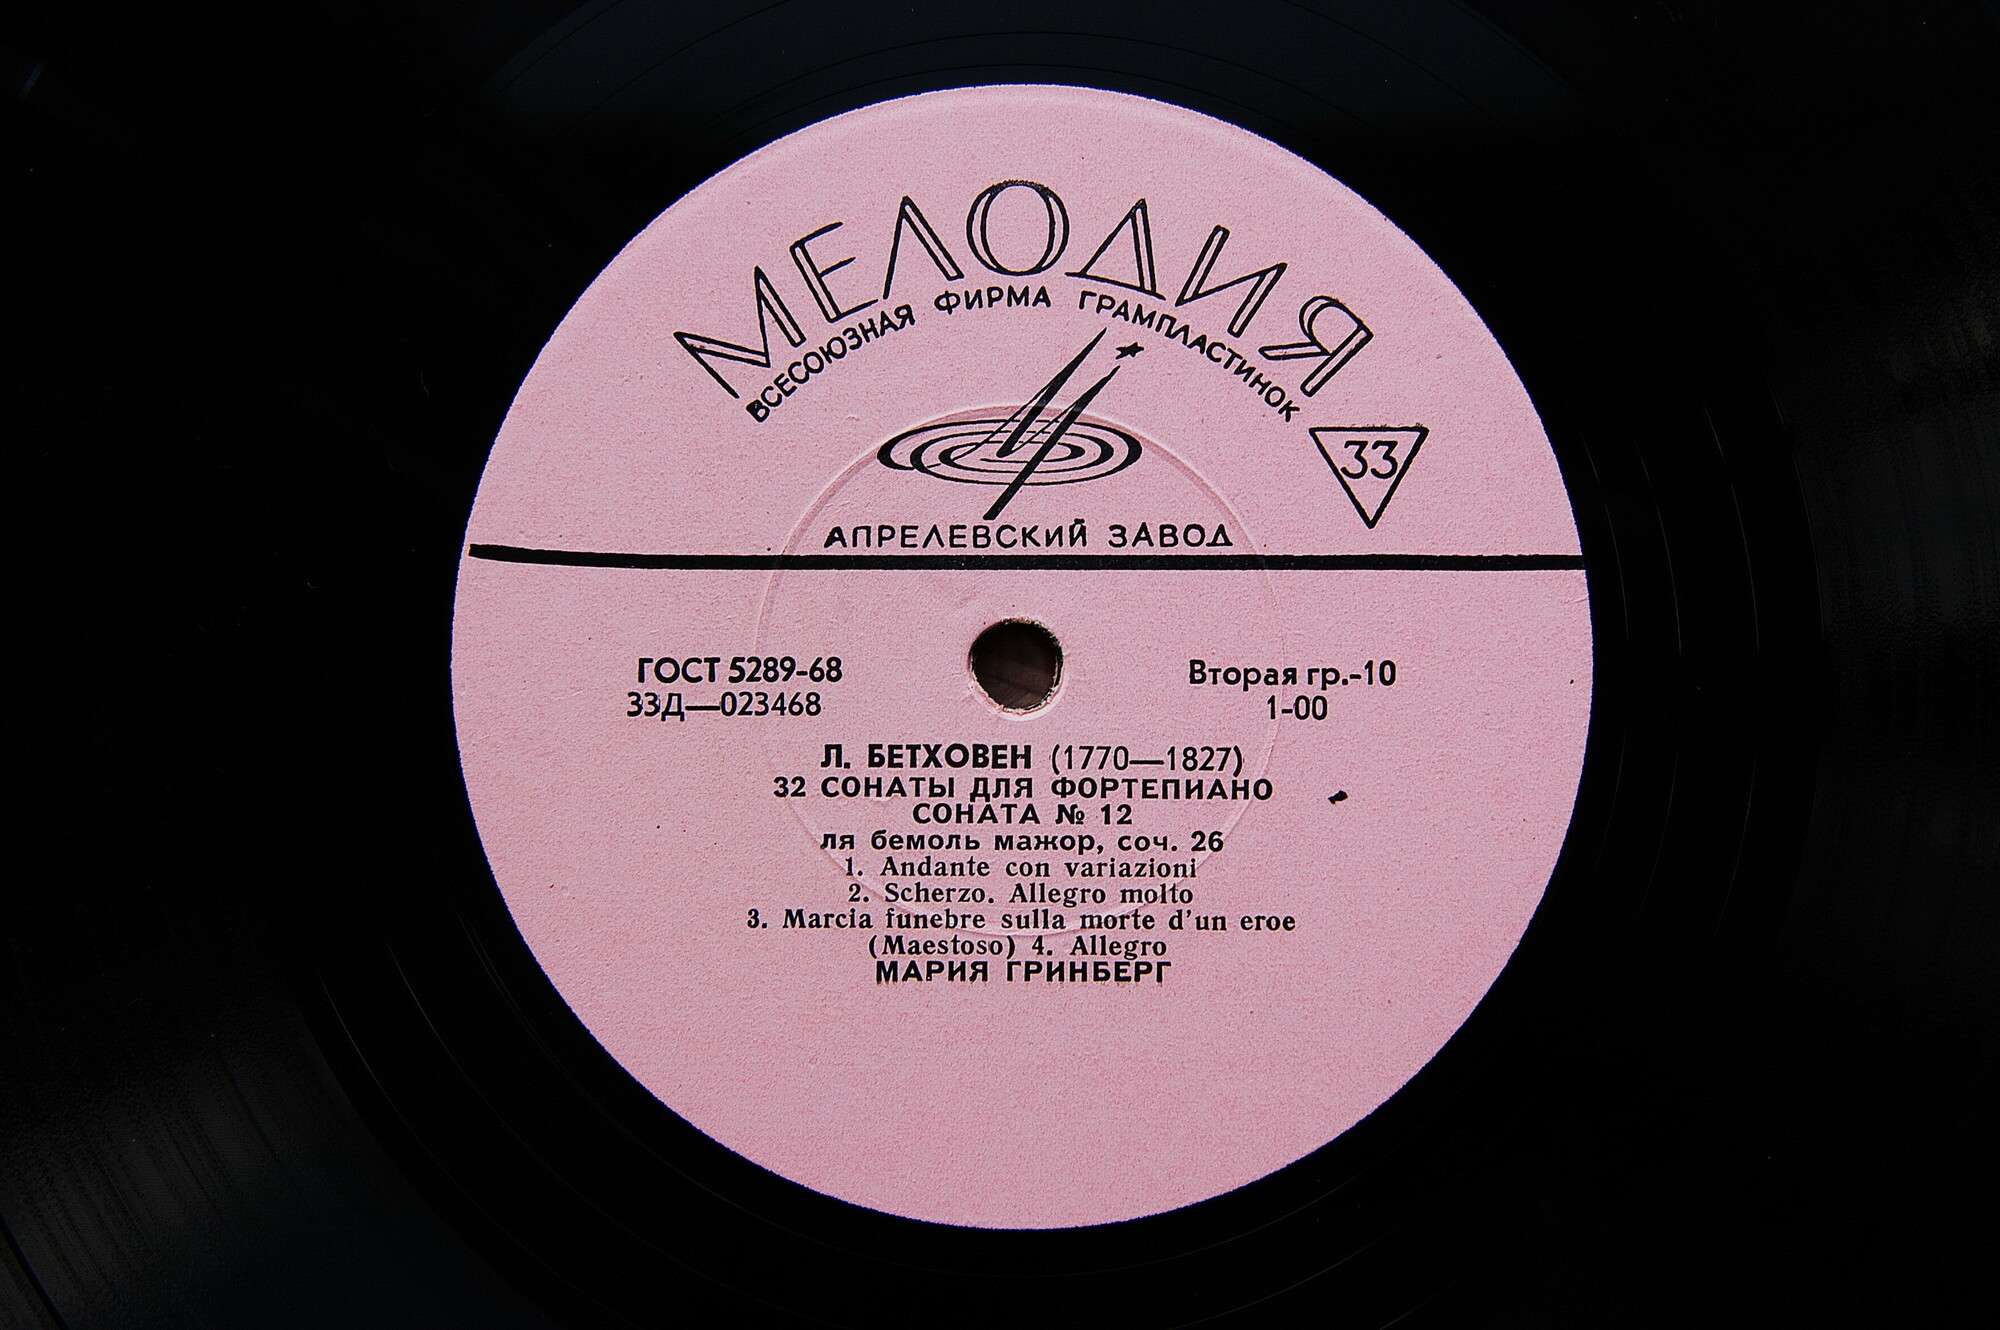 МЕЛОДИЯ
ВСЕСОЮЗНАЯ ФИРМА ГРАМПЛАСТИНОК
33
АПРЕЛЕВСКИЙ ЗАВОД
ГОСТ 5289-68
33Д—023468
Вторая гр.-10
1-00
Л. БЕТХОВЕН (1770—1827)
32 СОНАТЫ ДЛЯ ФОРТЕПИАНО
СОНАТА № 12
ля бемоль мажор, соч. 26
1. Andante con variazioni
2. Scherzo. Allegro molto
3. Marcia funebre sulla morte d'un eroe
(Maestoso) 4. Allegro
МАРИЯ ГРИНБЕРГ